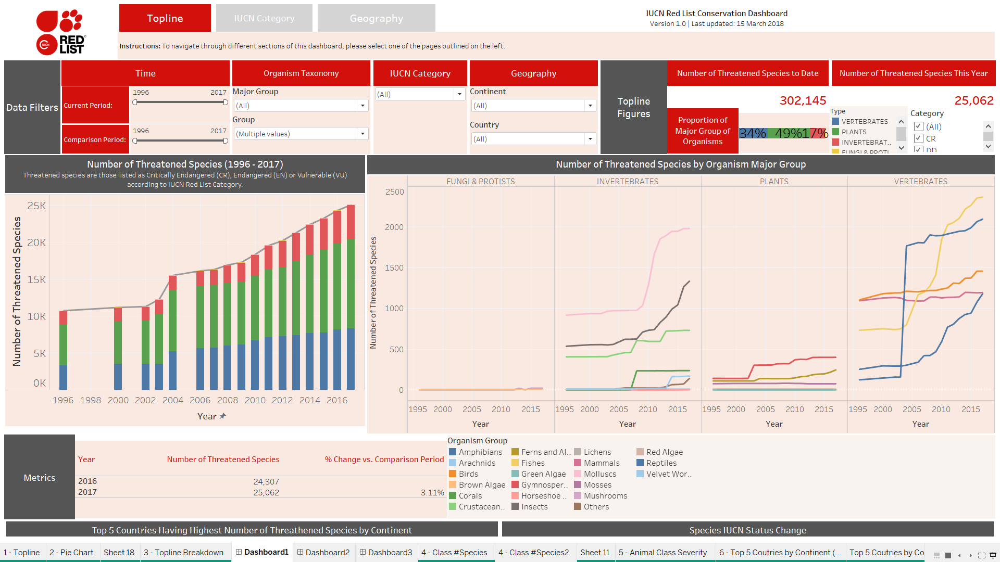 IUCN
RED
LIST
Topline
IUCN Category
Geography
IUCN Red List Conservation Dashboard
Version 1.0 | Last updated: 15 March 2018
Instructions: To navigate through different sections of this dashboard, please select one of the pages outlined on the left.
Data Filters
Time
Current Period:
1996 2017
Comparison Period:
1996 2017
Organism Taxonomy
Major Group
(All)
Group
(Multiple values)
IUCN Category
(All)
Geography
Continent
(All)
Country
(All)
Topline
Figures
Number of Threatened Species to Date
302,145
Number of Threatened Species This Year
25,062
Proportion of
Major Group of
Organisms
34% 49% 17%
Type
VERTEBRATES
PLANTS
INVERTEBRAT..
FUNGI & PROTI
Category
(All)
CR
DD
Number of Threatened Species (1996 - 2017)
Threatened species are those listed as Critically Endangered (CR), Endangered (EN) or Vulnerable (VU)
according to IUCN Red List Category.
Number of Threatened Species
25K
20K
15K
10K
5K
0K
1996 1998 2000 2002 2004 2006 2008 2010 2012 2014 2016
Year
Number of Threatened Species by Organism Major Group
FUNGI & PROTISTS INVERTEBRATES PLANTS VERTEBRATES
Number of Threatened Species
2500
2000
1500
1000
500
0
1995 2000 2005 2010 2015 1995 2000 2005 2010 2015 1995 2000 2005 2010 2015 1995 2000 2005 2010 2015
Year Year Year Year
Metrics
Year Number of Threatened Species % Change vs. Comparison Period
2016 24,307
2017 25,062 3.11%
Organism Group
Amphibians Ferns and Al.. Lichens Red Algae
Arachnids Fishes Mammals Reptiles
Birds Green Algae Molluscs Velvet Wor..
Brown Algae Gymnosper.. Mosses
Corals Horseshoe .. Mushrooms
Crustacean.. Insects Others
Top 5 Countries Having Highest Number of Threathened Species by Continent
Species IUCN Status Change
1 - Topline 2 - Pie Chart Sheet 18 3 - Topline Breakdown Dashboard1 Dashboard2 Dashboard3 4 - Class #Species 4 - Class #Species2 Sheet 11 5 - Animal Class Severity 6 - Top 5 Coutries by Continent (... Top 5 Coutries by Co